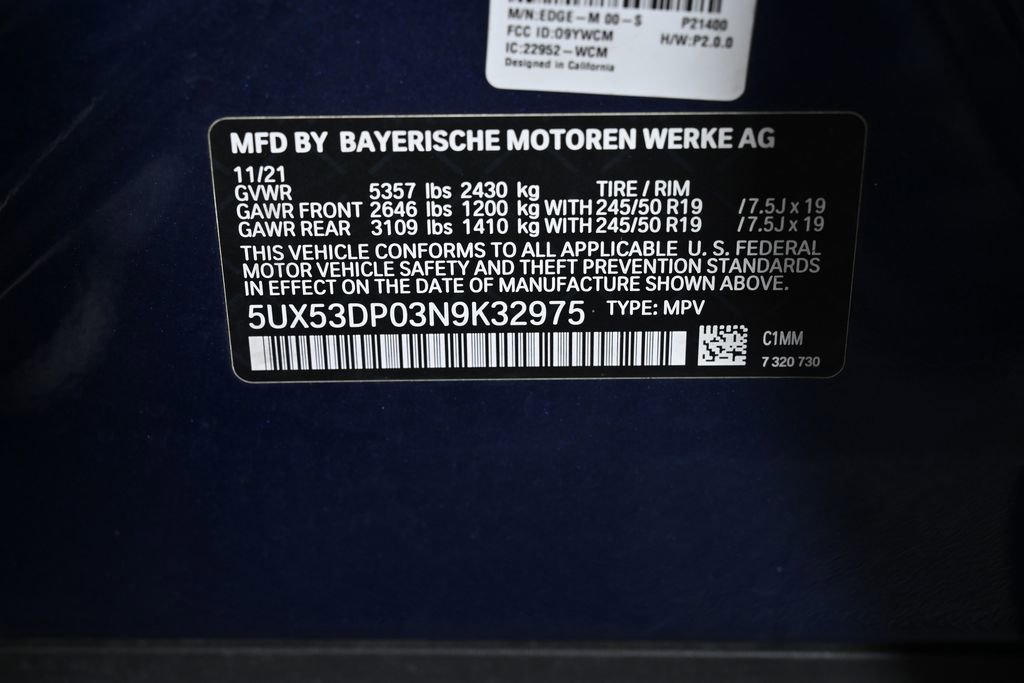 M/N:EDGE-M 00-S P21400
FCC ID:O9YWCM H/W:P2.0.0
IC:22952-WCM
Designed in California
MFD BY BAYERISCHE MOTOREN WERKE AG
11/21
GVWR 5357 lbs 2430 kg TIRE / RIM
GAWR FRONT 2646 lbs 1200 kg WITH 245/50 R19 /7.5J x 19
GAWR REAR 3109 lbs 1410 kg WITH 245/50 R19 /7.5J x 19
THIS VEHICLE CONFORMS TO ALL APPLICABLE U. S. FEDERAL
MOTOR VEHICLE SAFETY AND THEFT PREVENTION STANDARDS
IN EFFECT ON THE DATE OF MANUFACTURE SHOWN ABOVE.
5UX53DP03N9K32975 TYPE: MPV
C1MM
7 320 730